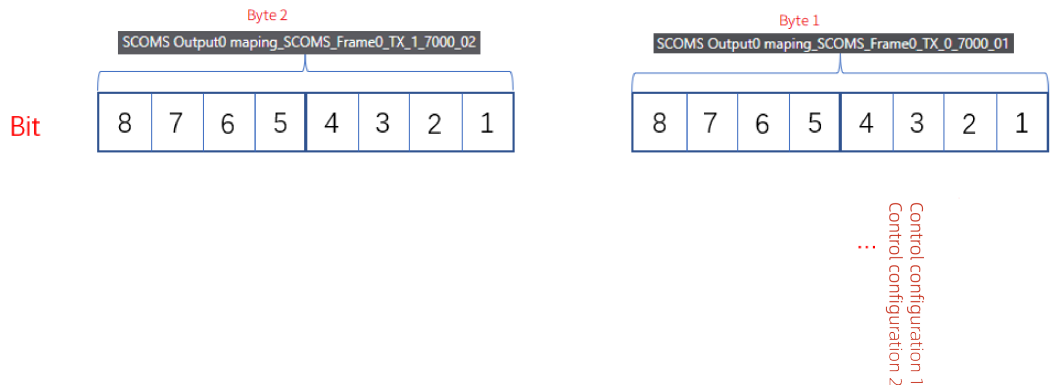 Byte 2
Byte 1
SCOMS Output0 maping_SCOMS_Frame0_TX_1_7000_02
SCOMS Output0 maping_SCOMS_Frame0_TX_0_7000_01
Bit
8 7 6 5 4 3 2 1
8 7 6 5 4 3 2 1
Control configuration 1
Control configuration 2
...